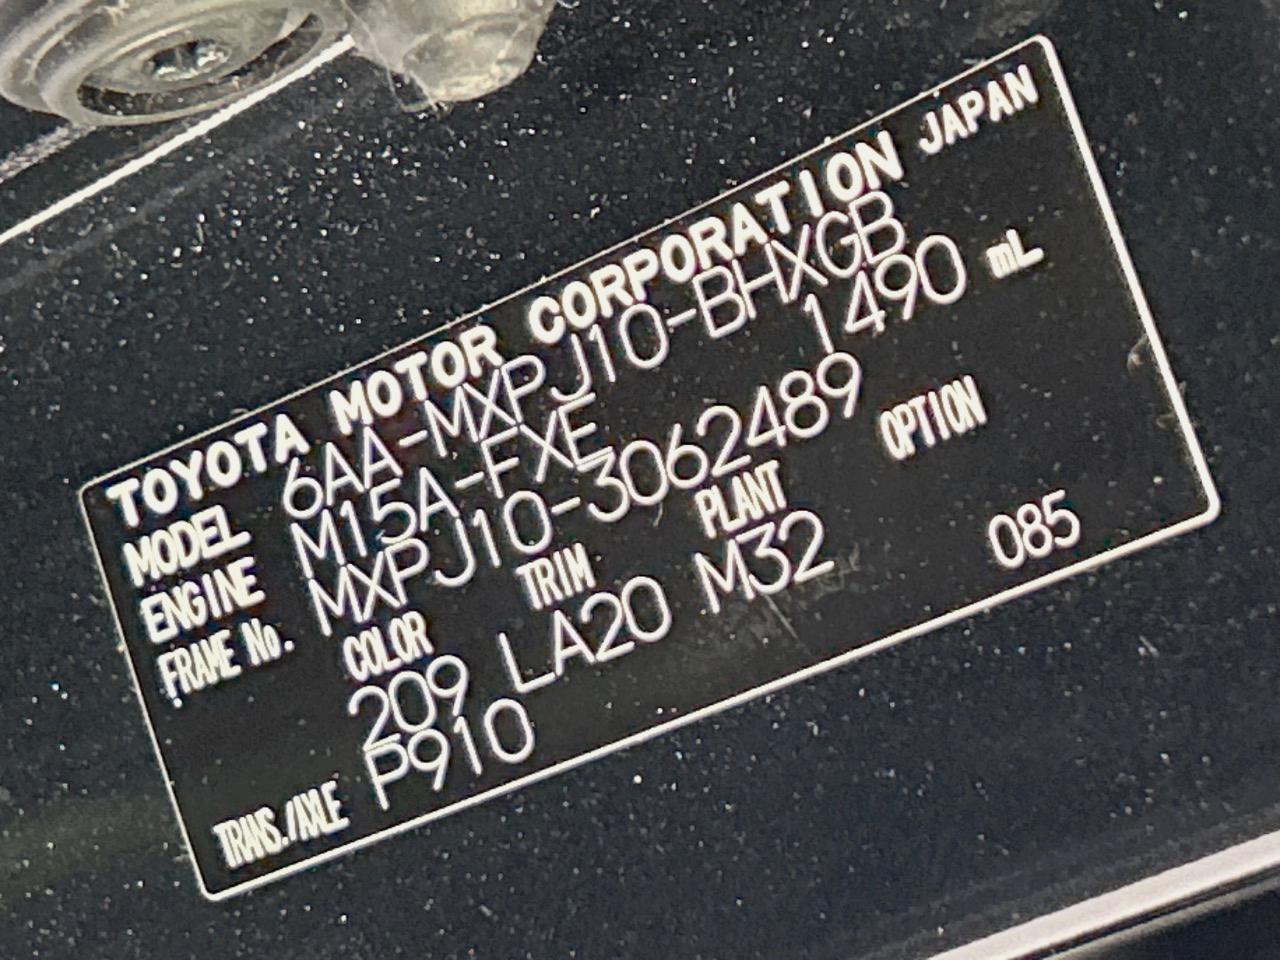 TOYOTA MOTOR CORPORATION JAPAN
MODEL 6AA-MXPJ10-BHXGB
ENGINE M15A-FXE 1490 mL
FRAME No. MXPJ10-3062489
COLOR TRIM PLANT OPTION
209 LA20 M32 085
TRANS./AXLE P910